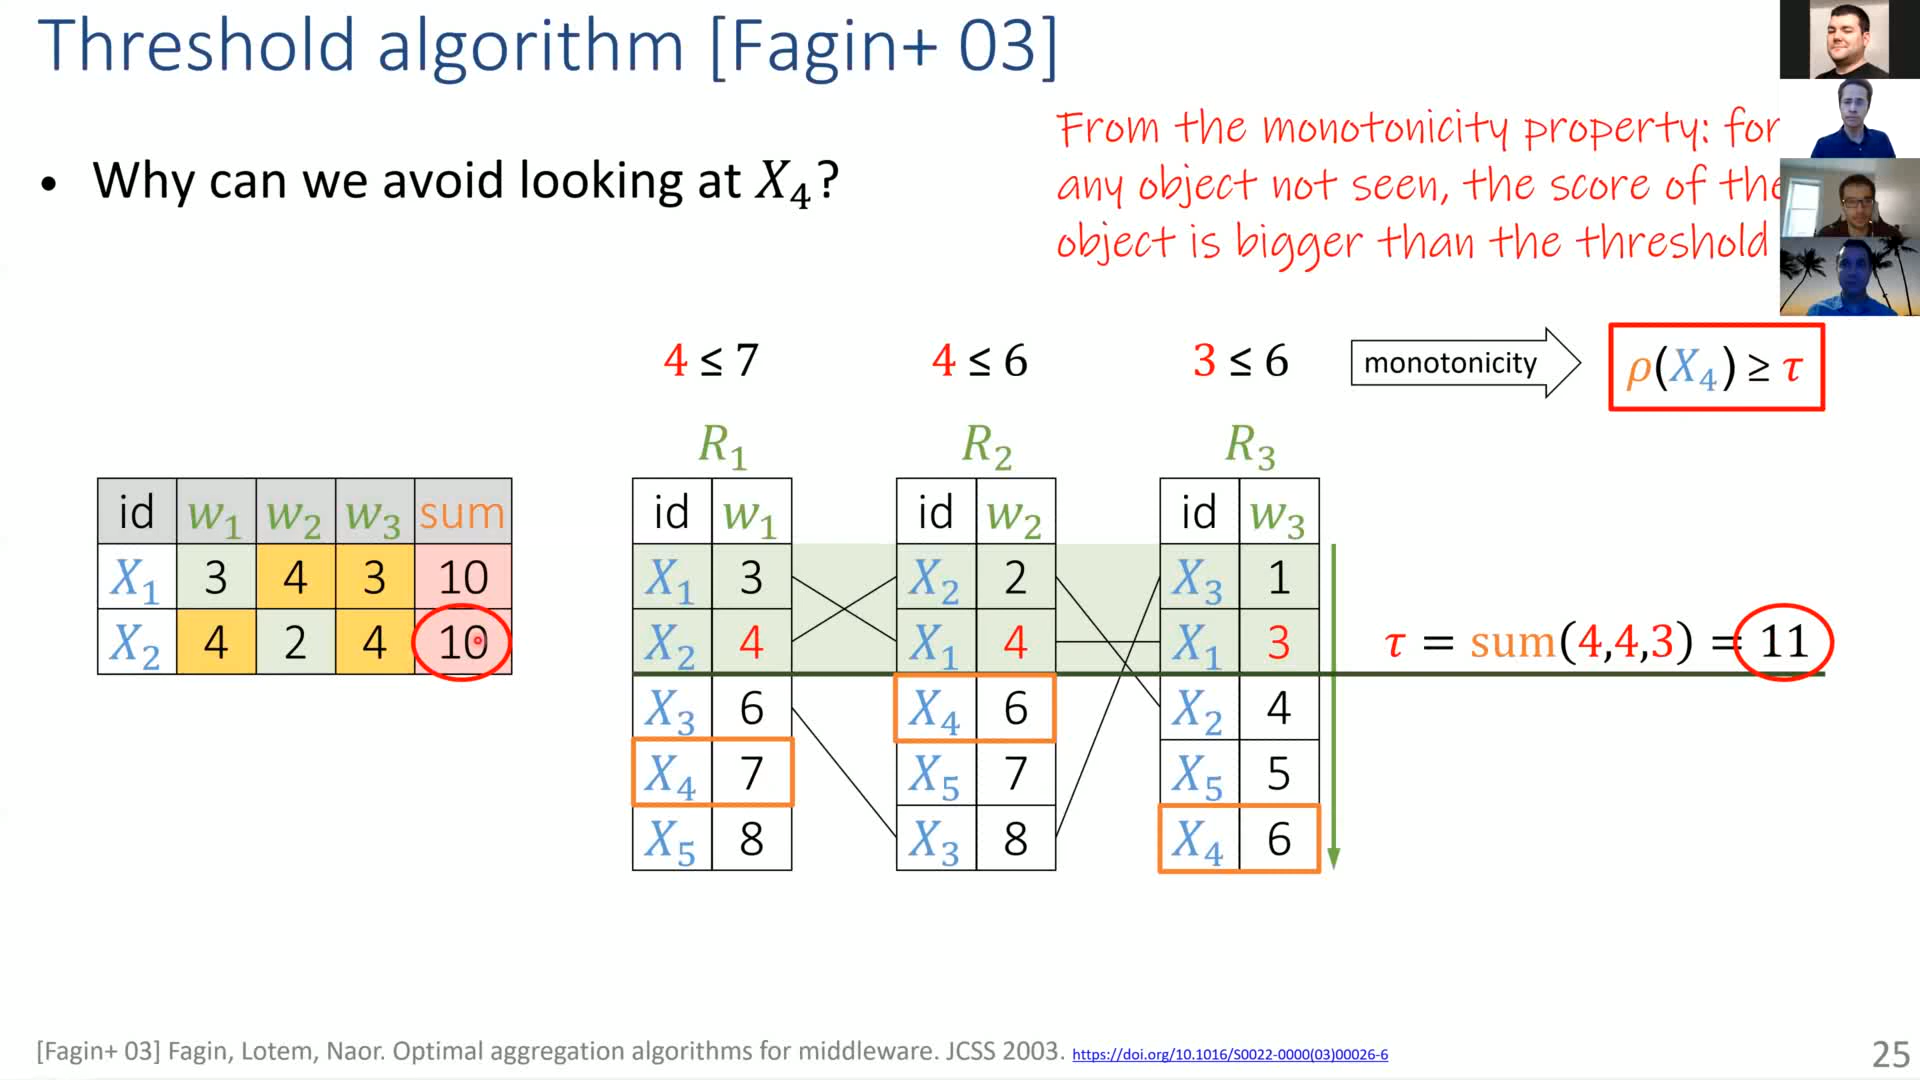 Threshold algorithm [Fagin+ 03]
From the monotonicity property: for
any object not seen, the score of the
object is bigger than the threshold
• Why can we avoid looking at X₄?
4 ≤ 7 4 ≤ 6 3 ≤ 6 monotonicity ρ(X₄) ≥ τ
R₁ R₂ R₃
id w₁ w₂ w₃ sum id w₁ id w₂ id w₃
X₁ 3 4 3 10 X₁ 3 X₂ 2 X₃ 1
X₂ 4 2 4 10 X₂ 4 X₁ 4 X₁ 3 τ = sum(4,4,3) = 11
X₃ 6 X₄ 6 X₂ 4
X₄ 7 X₅ 7 X₅ 5
X₅ 8 X₃ 8 X₄ 6
[Fagin+ 03] Fagin, Lotem, Naor. Optimal aggregation algorithms for middleware. JCSS 2003. https://doi.org/10.1016/S0022-0000(03)00026-6 25